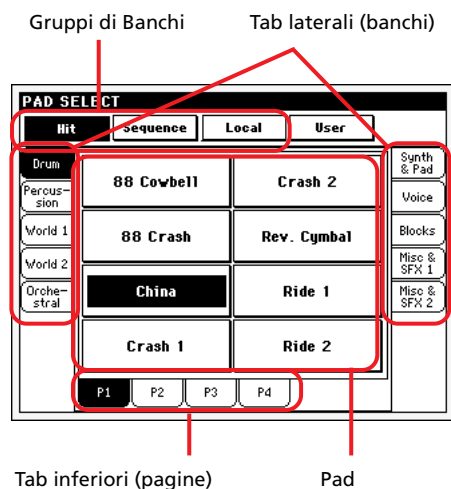 Gruppi di Banchi
Tab laterali (banchi)
PAD SELECT
Hit
Sequence
Local
User
Drum
Percus-
sion
World 1
World 2
Orche-
stral
88 Cowbell
Crash 2
88 Crash
Rev. Cymbal
China
Ride 1
Crash 1
Ride 2
Synth
& Pad
Voice
Blocks
Misc &
SFX 1
Misc &
SFX 2
P1
P2
P3
P4
Tab inferiori (pagine)
Pad